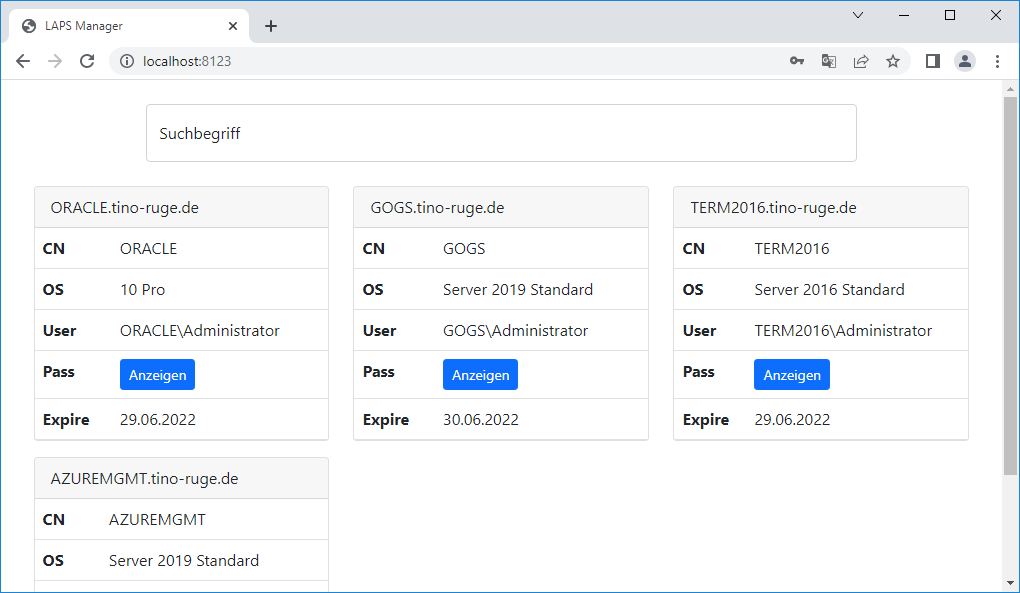 LAPS Manager
localhost:8123
Suchbegriff
ORACLE.tino-ruge.de
CN ORACLE
OS 10 Pro
User ORACLE\Administrator
Pass Anzeigen
Expire 29.06.2022
GOGS.tino-ruge.de
CN GOGS
OS Server 2019 Standard
User GOGS\Administrator
Pass Anzeigen
Expire 30.06.2022
TERM2016.tino-ruge.de
CN TERM2016
OS Server 2016 Standard
User TERM2016\Administrator
Pass Anzeigen
Expire 29.06.2022
AZUREMGMT.tino-ruge.de
CN AZUREMGMT
OS Server 2019 Standard